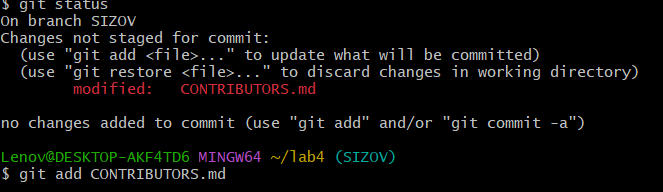 $ git status
On branch SIZOV
Changes not staged for commit:
  (use "git add <file>..." to update what will be committed)
  (use "git restore <file>..." to discard changes in working directory)
        modified:   CONTRIBUTORS.md

no changes added to commit (use "git add" and/or "git commit -a")

Lenov@DESKTOP-AKF4TD6 MINGW64 ~/lab4 (SIZOV)
$ git add CONTRIBUTORS.md